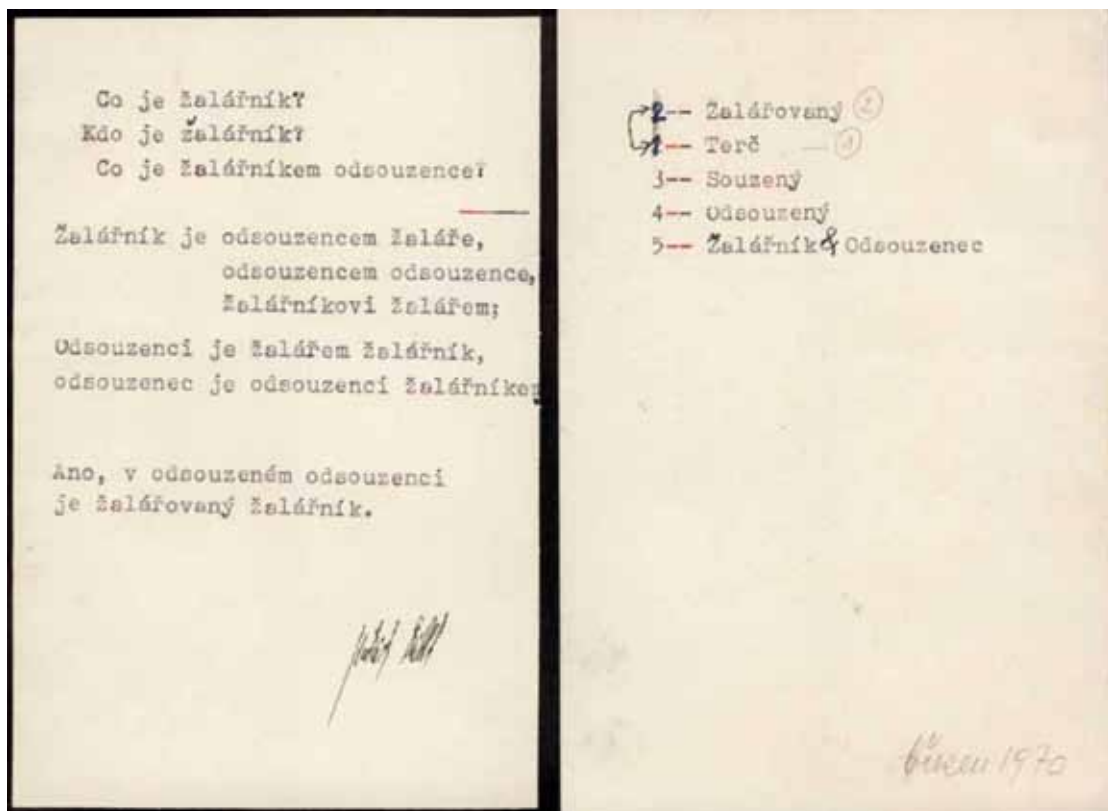 Co je žalářník?
Kdo je žalářník?
Co je žalářníkem odsouzence?
Žalářník je odsouzencem žaláře,
odsouzencem odsouzence,
žalářníkovi žalářem;
Odsouzenci je žalářem žalářník,
odsouzenec je odsouzenci žalářníkem
Ano, v odsouzeném odsouzenci
je žalářovaný žalářník.
2-- Žalářovaný 2
1-- Terč — 1
3-- Souzený
4-- Odsouzený
5-- Žalářník & Odsouzenec
březen 1970